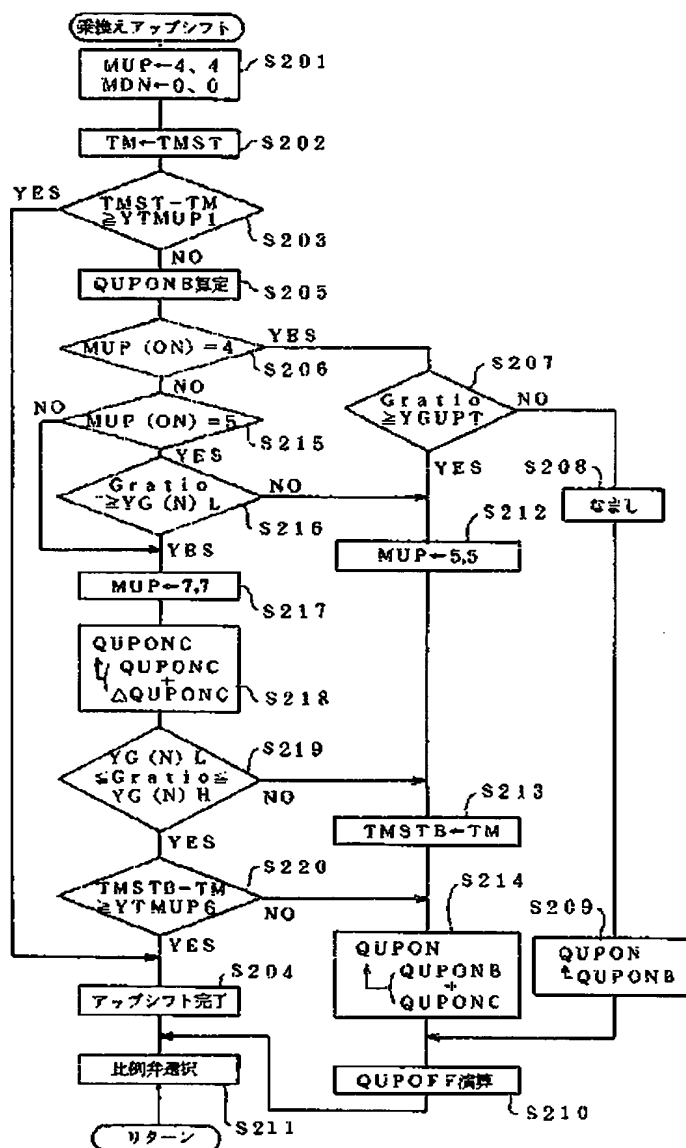 乗換えアップシフト
MUP←4、4
MDN←0、0
S201
TM←TMST
S202
YES
TMST-TM
≧YTMUP1
S203
NO
QUPONB算定
S205
MUP (ON)=4
YES
S206
NO
S207
Gratio
≧YGUPT
NO
YES
NO
MUP (ON)=5
S215
YES
Gratio
≧YG (N) L
NO
S216
YES
S208
なまし
S212
MUP←5,5
MUP←7,7
S217
QUPONC
QUPONC
+
△QUPONC
S218
YG (N) L
≦Gratio≦
YG (N) H
S219
NO
YES
S213
TMSTB←TM
TMSTB-TM
≧YTMUP6
S220
NO
YES
S214
QUPON
QUPONB
+
QUPONC
S209
QUPON
QUPONB
S204
アップシフト完了
比例弁選択
S211
QUPOFF演算
S210
リターン